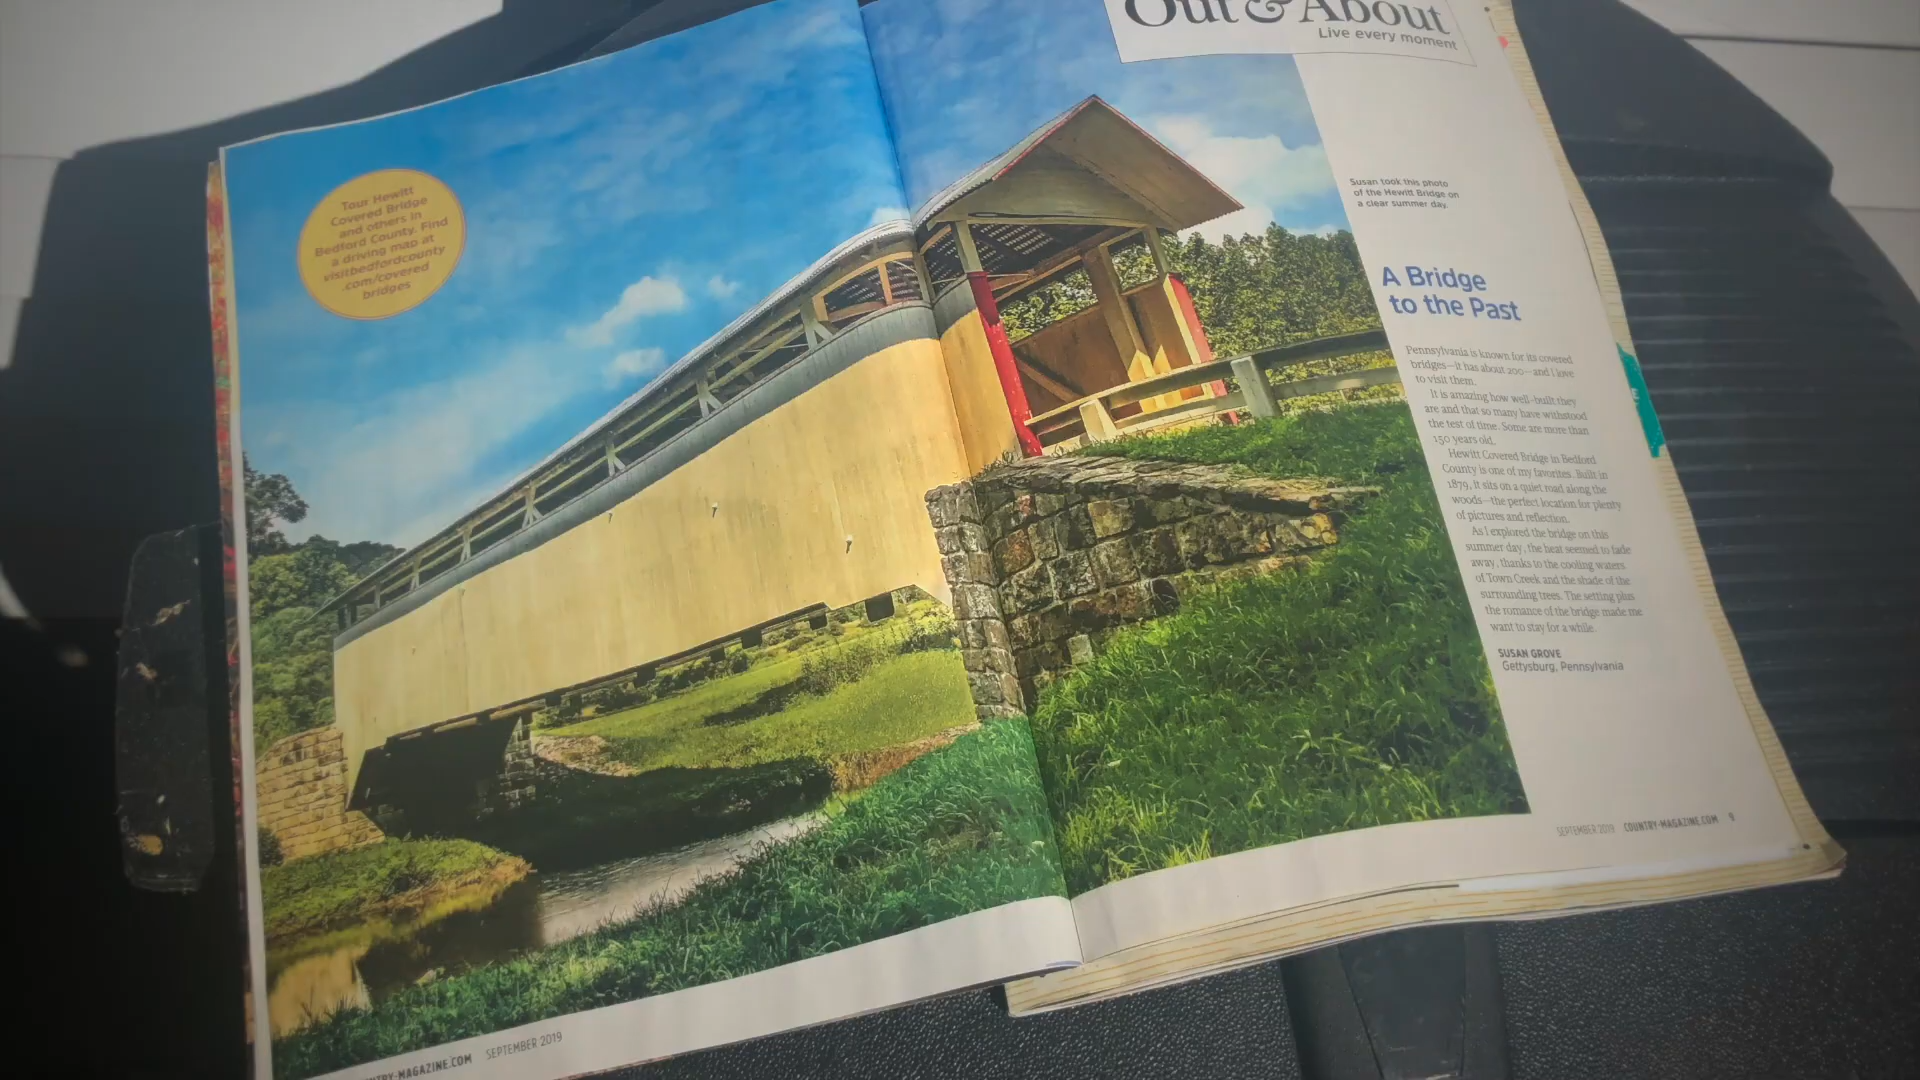 Tour Hewitt
Covered Bridge
and others in
Bedford County. Find
a driving map at
visitbedfordcounty
.com/covered
bridges
Out & About
Live every moment
Susan took this photo
of the Hewitt Bridge on
a clear summer day.
A Bridge
to the Past
Pennsylvania is known for its covered
bridges—it has about 200—and I love
to visit them.
It is amazing how well-built they
are and that so many have withstood
the test of time. Some are more than
150 years old.
Hewitt Covered Bridge in Bedford
County is one of my favorites. Built in
1879, it sits on a quiet road along the
woods—the perfect location for plenty
of pictures and reflection.
As I explored the bridge on this
summer day, the heat seemed to fade
away, thanks to the cooling waters
of Town Creek and the shade of the
surrounding trees. The setting plus
the romance of the bridge made me
want to stay for a while.
SUSAN GROVE
Gettysburg, Pennsylvania
SEPTEMBER 2019 COUNTRY-MAGAZINE.COM 9
NTRY-MAGAZINE.COM SEPTEMBER 2019